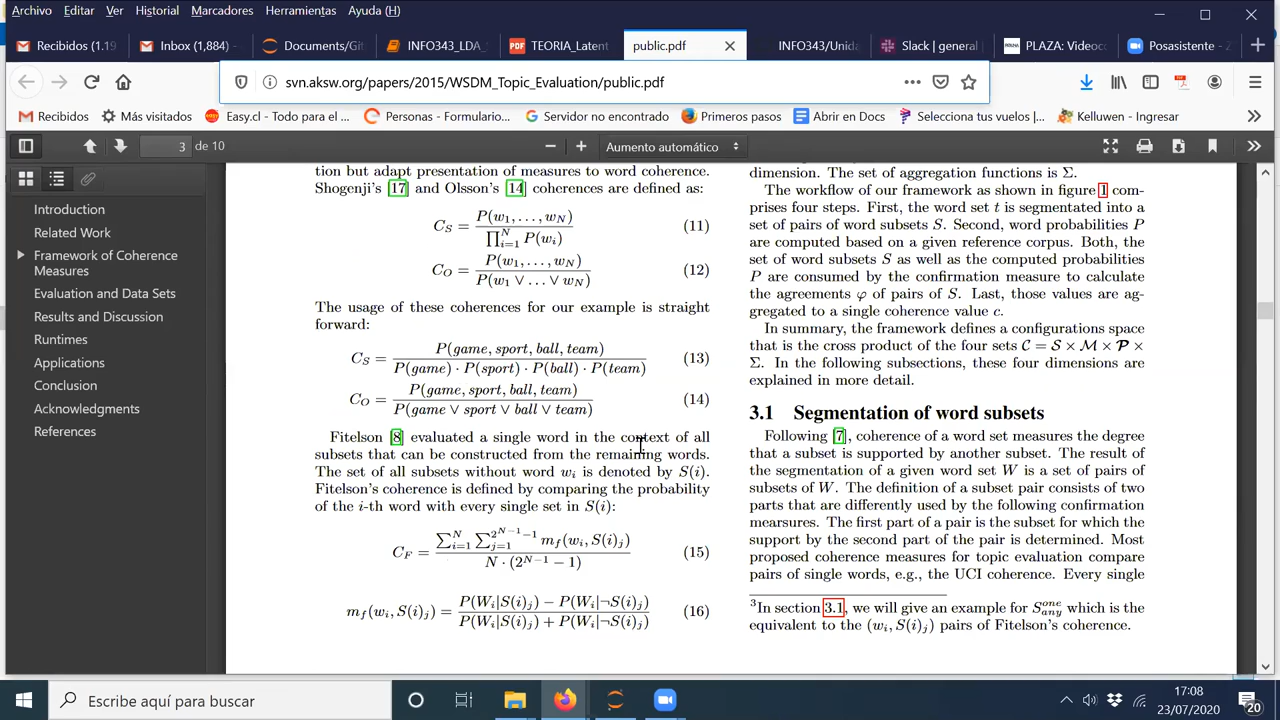 Archivo Editar Ver Historial Marcadores Herramientas Ayuda (H)
Recibidos (1.19
Inbox (1,884)
Documents/Git
INFO343_LDA_
TEORIA_Latent
public.pdf
INFO343/Unida
Slack | general
PLAZA: Videoco
Posasistente - Z
svn.aksw.org/papers/2015/WSDM_Topic_Evaluation/public.pdf
Recibidos
Más visitados
Easy.cl - Todo para el ...
Personas - Formulario...
Servidor no encontrado
Primeros pasos
Abrir en Docs
Selecciona tus vuelos...
Kelluwen - Ingresar
3 de 10
Aumento automático
Introduction
Related Work
Framework of Coherence
Measures
Evaluation and Data Sets
Results and Discussion
Runtimes
Applications
Conclusion
Acknowledgments
References
tion but adapt presentation of measures to word coherence.
Shogenji's [17] and Olsson's [14] coherences are defined as:
C_S = P(w_1, . . . , w_N) / ∏_{i=1}^{N} P(w_i) (11)
C_O = P(w_1, . . . , w_N) / P(w_1 ∨ . . . ∨ w_N) (12)
The usage of these coherences for our example is straight
forward:
C_S = P(game, sport, ball, team) / P(game) · P(sport) · P(ball) · P(team) (13)
C_O = P(game, sport, ball, team) / P(game ∨ sport ∨ ball ∨ team) (14)
Fitelson [8] evaluated a single word in the context of all
subsets that can be constructed from the remaining words.
The set of all subsets without word w_i is denoted by S(i).
Fitelson's coherence is defined by comparing the probability
of the i-th word with every single set in S(i):
C_F = ∑_{i=1}^{N} ∑_{j=1}^{2^{N-1}-1} m_f(w_i, S(i)_j) / N · (2^{N-1} − 1) (15)
m_f(w_i, S(i)_j) = P(W_i|S(i)_j) − P(W_i|¬S(i)_j) / P(W_i|S(i)_j) + P(W_i|¬S(i)_j) (16)
dimension. The set of aggregation functions is Σ.
The workflow of our framework as shown in figure 1 com-
prises four steps. First, the word set t is segmentated into a
set of pairs of word subsets S. Second, word probabilities P
are computed based on a given reference corpus. Both, the
set of word subsets S as well as the computed probabilities
P are consumed by the confirmation measure to calculate
the agreements φ of pairs of S. Last, those values are ag-
gregated to a single coherence value c.
In summary, the framework defines a configurations space
that is the cross product of the four sets C = S × M × P ×
Σ. In the following subsections, these four dimensions are
explained in more detail.
3.1 Segmentation of word subsets
Following [7], coherence of a word set measures the degree
that a subset is supported by another subset. The result of
the segmentation of a given word set W is a set of pairs of
subsets of W. The definition of a subset pair consists of two
parts that are differently used by the following confirmation
mearsures. The first part of a pair is the subset for which the
support by the second part of the pair is determined. Most
proposed coherence measures for topic evaluation compare
pairs of single words, e.g., the UCI coherence. Every single
3In section 3.1, we will give an example for S^{one}_{any} which is the
equivalent to the (w_i, S(i)_j) pairs of Fitelson's coherence.
Escribe aquí para buscar
17:08
23/07/2020
20